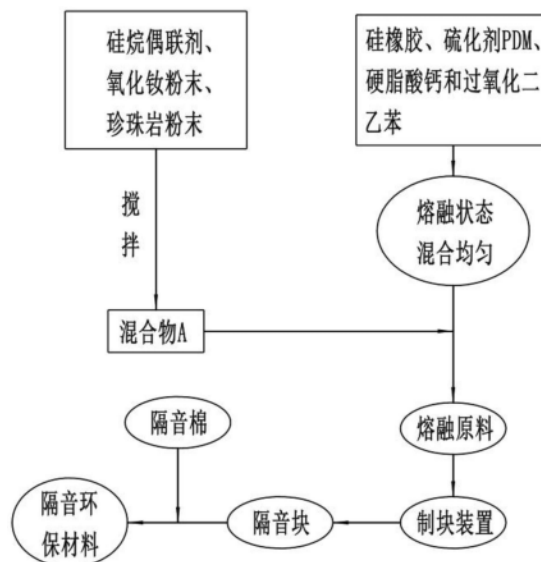 硅烷偶联剂、
氧化钕粉末、
珍珠岩粉末
硅橡胶、硫化剂PDM、
硬脂酸钙和过氧化二
乙苯
搅
拌
熔融状态
混合均匀
混合物A
熔融原料
隔音棉
隔音环
保材料
隔音块
制块装置